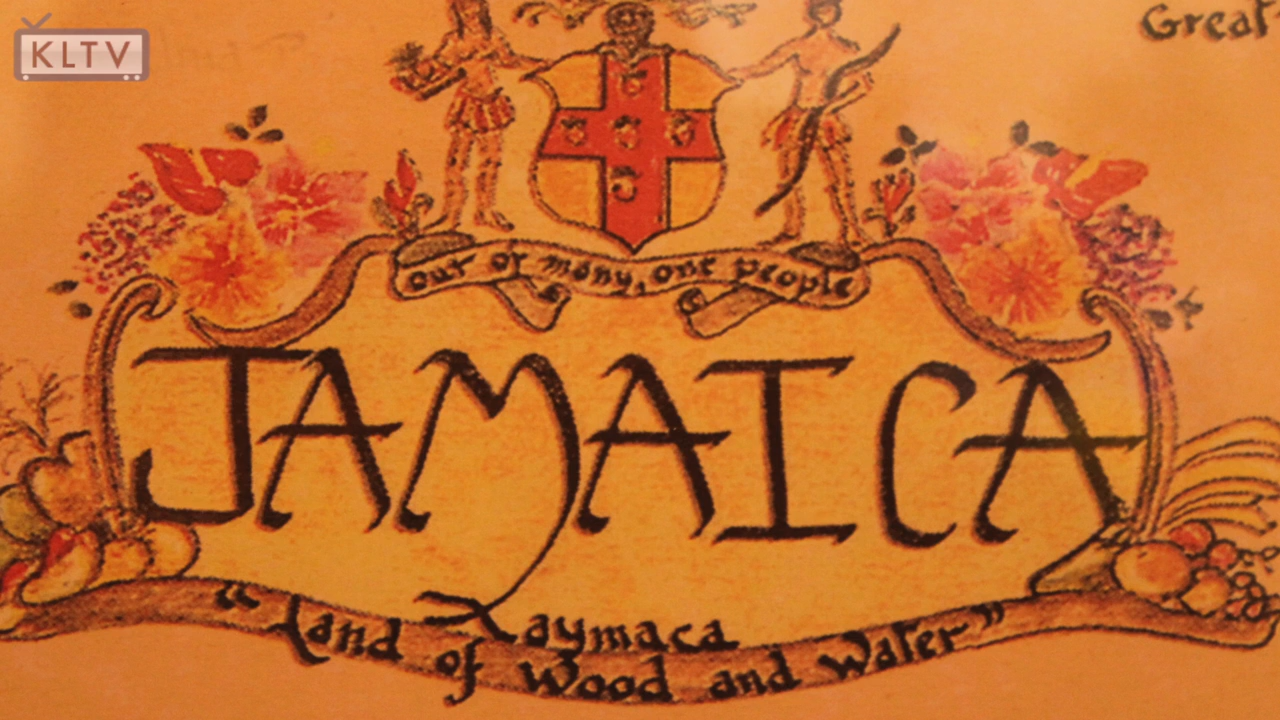 KLTV
Great
out of many, one people
JAMAICA
Xaymaca
"Land of Wood and Water"